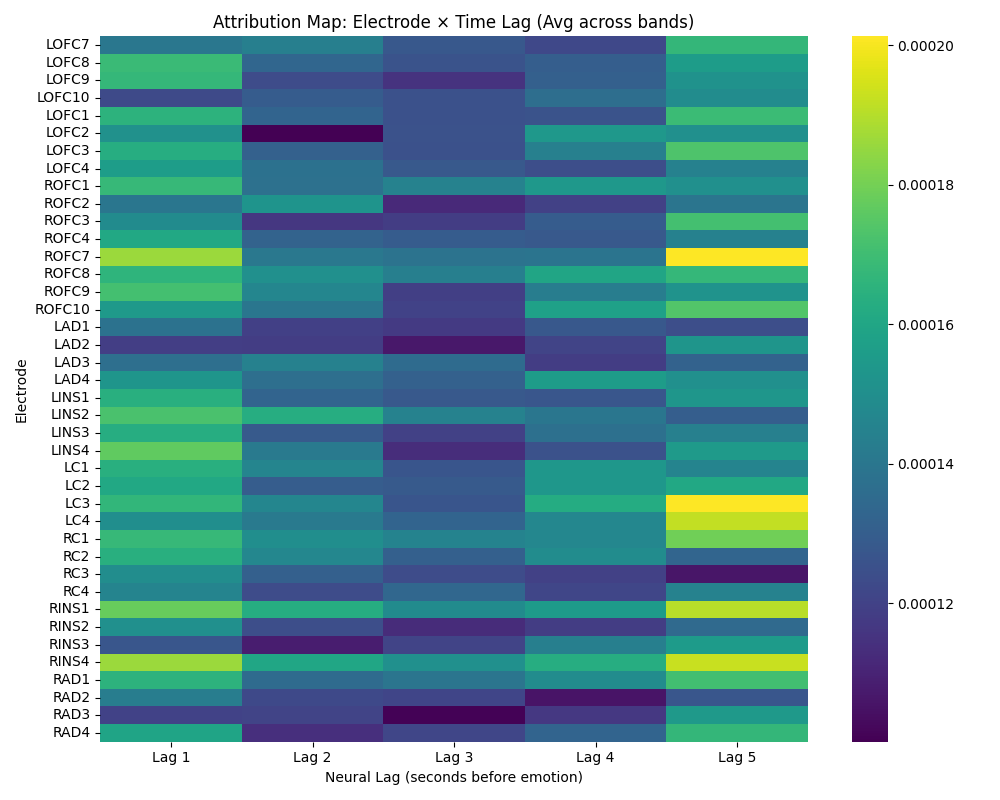 Attribution Map: Electrode × Time Lag (Avg across bands)
LOFC7
LOFC8
LOFC9
LOFC10
LOFC1
LOFC2
LOFC3
LOFC4
ROFC1
ROFC2
ROFC3
ROFC4
ROFC7
ROFC8
ROFC9
ROFC10
LAD1
LAD2
LAD3
LAD4
LINS1
LINS2
LINS3
LINS4
LC1
LC2
LC3
LC4
RC1
RC2
RC3
RC4
RINS1
RINS2
RINS3
RINS4
RAD1
RAD2
RAD3
RAD4
Electrode
Lag 1 Lag 2 Lag 3 Lag 4 Lag 5
Neural Lag (seconds before emotion)
0.00020
0.00018
0.00016
0.00014
0.00012